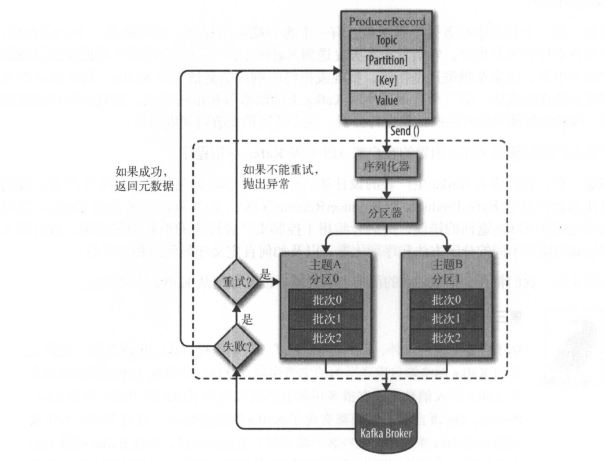 ProducerRecord
Topic
[Partition]
[Key]
Value
Send ()
序列化器
分区器
如果成功，
返回元数据
如果不能重试，
抛出异常
主题A
分区0
批次0
批次1
批次2
主题B
分区1
批次0
批次1
批次2
重试?
是
是
失败?
Kafka Broker